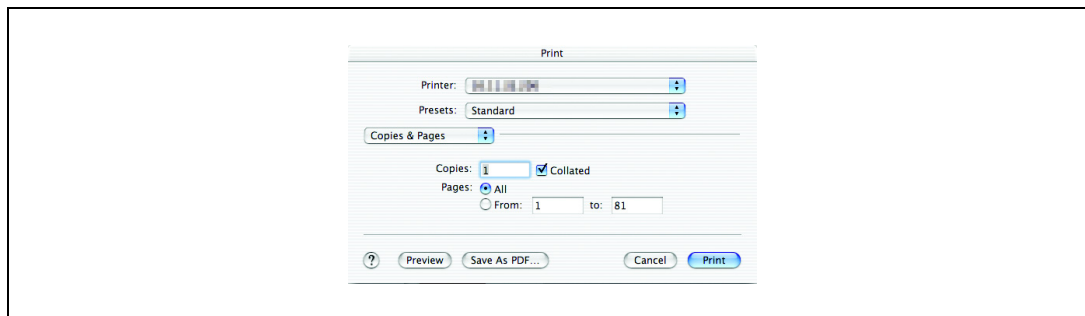 Print
Printer:
Presets: Standard
Copies & Pages
Copies: 1 Collated
Pages: All
From: 1 to: 81
? Preview Save As PDF... Cancel Print